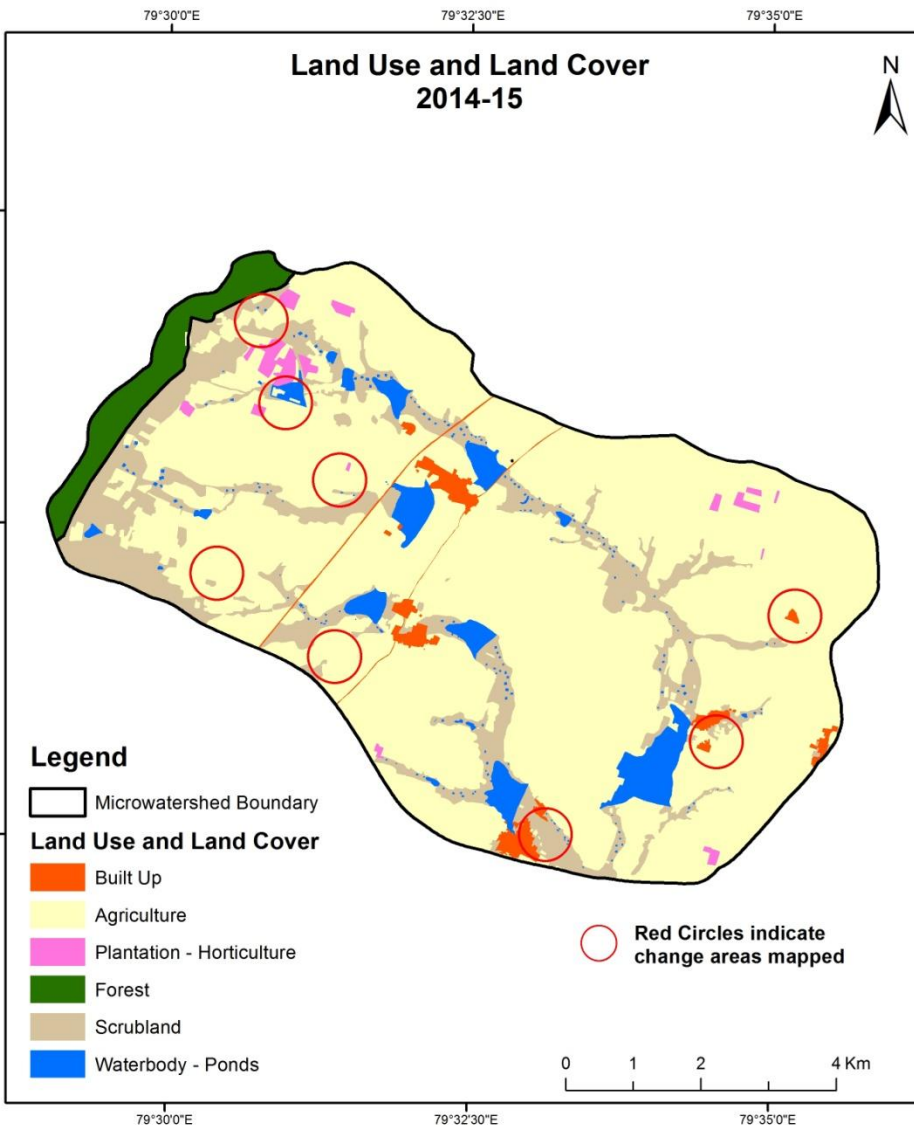 79°30'0"E
79°32'30"E
79°35'0"E
Land Use and Land Cover
2014-15
N
Legend
Microwatershed Boundary
Land Use and Land Cover
Built Up
Agriculture
Plantation - Horticulture
Forest
Scrubland
Waterbody - Ponds
Red Circles indicate
change areas mapped
0 1 2 4 Km
79°30'0"E
79°32'30"E
79°35'0"E